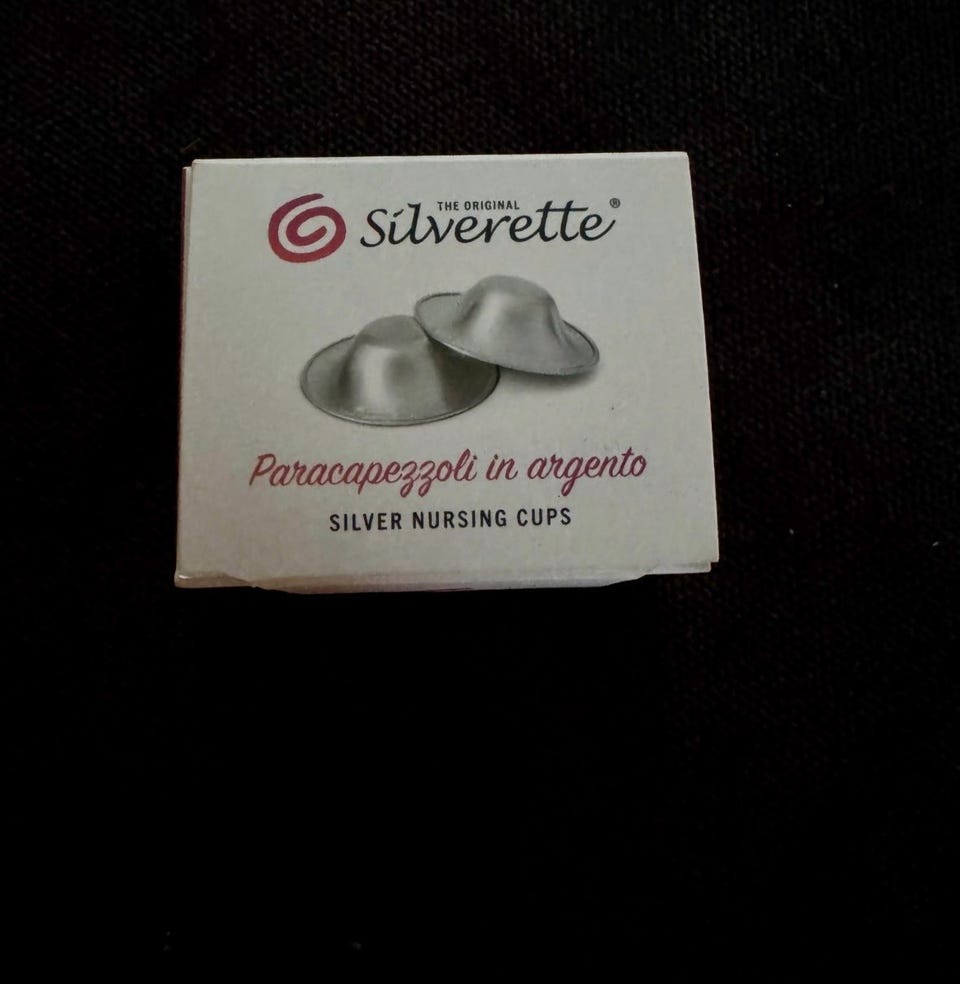 THE ORIGINAL
Silverette®
Paracapezzoli in argento
SILVER NURSING CUPS